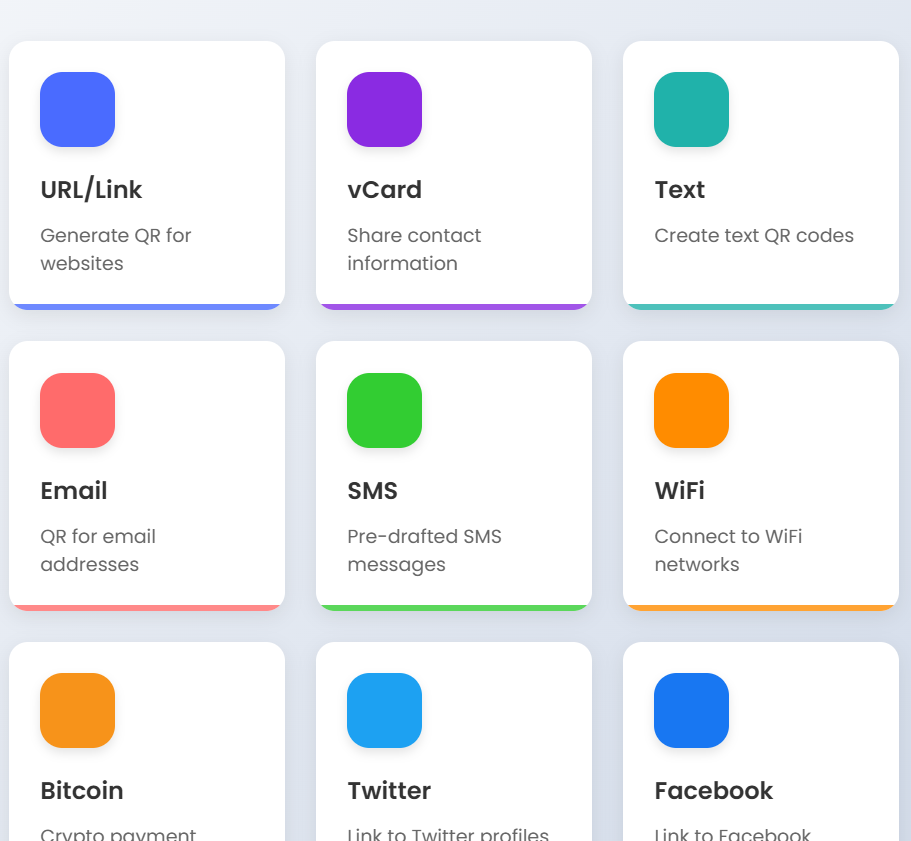 URL/Link
Generate QR for
websites
vCard
Share contact
information
Text
Create text QR codes
Email
QR for email
addresses
SMS
Pre-drafted SMS
messages
WiFi
Connect to WiFi
networks
Bitcoin
Crypto payment
Twitter
Link to Twitter profiles
Facebook
Link to Facebook